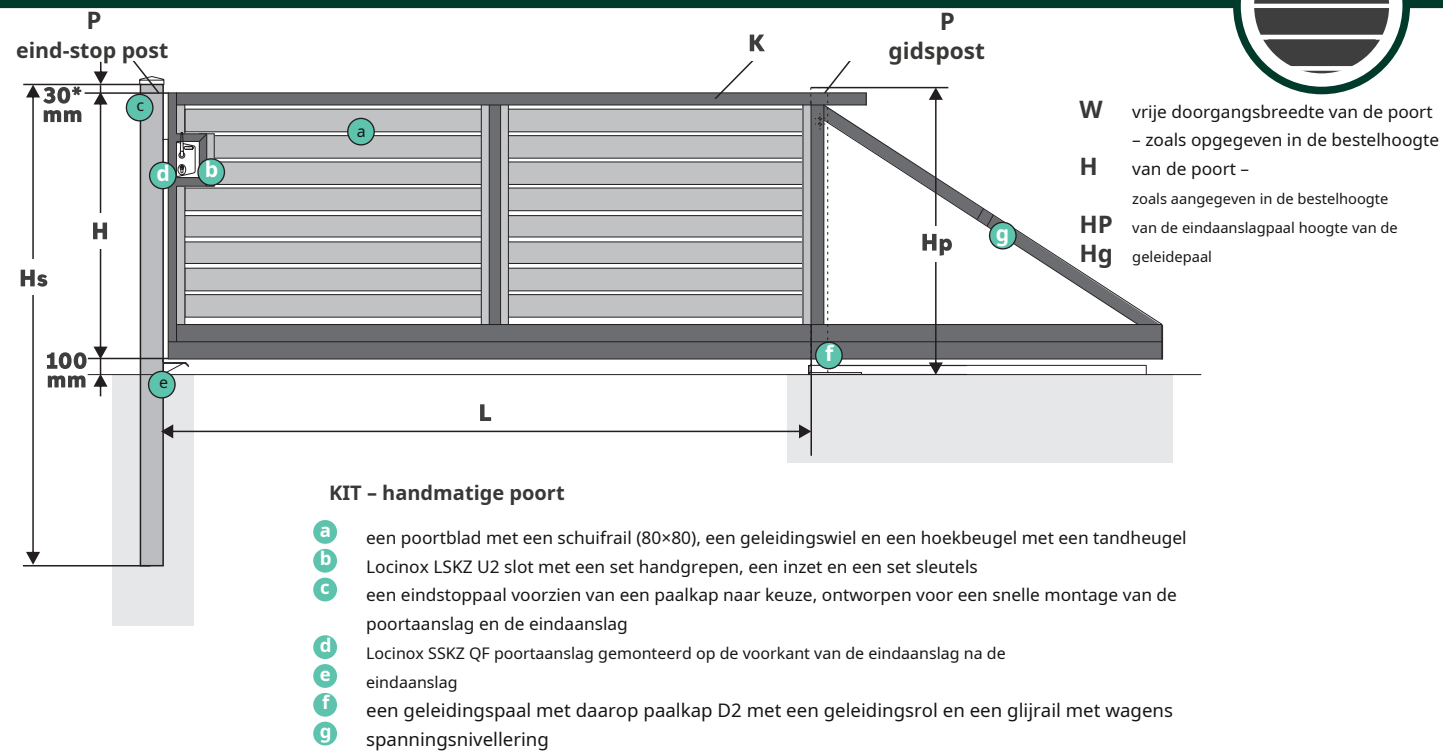 P
eind-stop post
K
P
gidspost
30*
mm
c
a
d
b
H
Hs
Hp
g
100
mm
e
f
L
W vrije doorgangsbreedte van de poort
– zoals opgegeven in de bestelhoogte
H van de poort –
zoals aangegeven in de bestelhoogte
HP van de eindaanslagpaal hoogte van de
Hg geleidepaal
KIT – handmatige poort
a een poortblad met een schuifrail (80×80), een geleidingswiel en een hoekbeugel met een tandheugel
b Locinox LSKZ U2 slot met een set handgrepen, een inzet en een set sleutels
c een eindstoppaal voorzien van een paalkap naar keuze, ontworpen voor een snelle montage van de
poortaanslag en de eindaanslag
d Locinox SSKZ QF poortaanslag gemonteerd op de voorkant van de eindaanslag na de
e eindaanslag
f een geleidingspaal met daarop paalkap D2 met een geleidingsrol en een glijrail met wagens
g spanningsnivellering